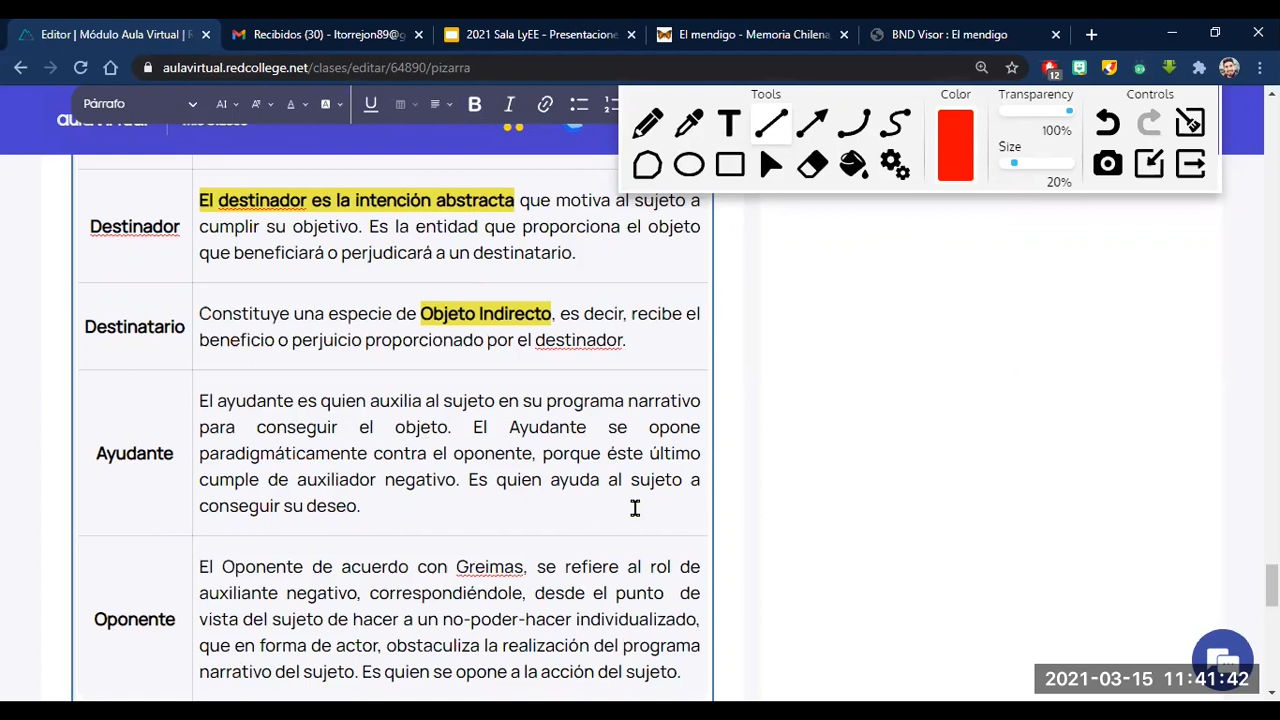 Editor | Módulo Aula Virtual | R
Recibidos (30) - ltorrejon89@g
2021 Sala LyEE - Presentacione
El mendigo - Memoria Chilena
BND Visor : El mendigo
aulavirtual.redcollege.net/clases/editar/64890/pizarra
12
Párrafo
Tools
Color
Transparency
100%
Size
20%
Controls
Destinador
El destinador es la intención abstracta que motiva al sujeto a
cumplir su objetivo. Es la entidad que proporciona el objeto
que beneficiará o perjudicará a un destinatario.
Destinatario
Constituye una especie de Objeto Indirecto, es decir, recibe el
beneficio o perjuicio proporcionado por el destinador.
Ayudante
El ayudante es quien auxilia al sujeto en su programa narrativo
para conseguir el objeto. El Ayudante se opone
paradigmáticamente contra el oponente, porque éste último
cumple de auxiliador negativo. Es quien ayuda al sujeto a
conseguir su deseo.
Oponente
El Oponente de acuerdo con Greimas, se refiere al rol de
auxiliante negativo, correspondiéndole, desde el punto de
vista del sujeto de hacer a un no-poder-hacer individualizado,
que en forma de actor, obstaculiza la realización del programa
narrativo del sujeto. Es quien se opone a la acción del sujeto.
2021-03-15 11:41:42